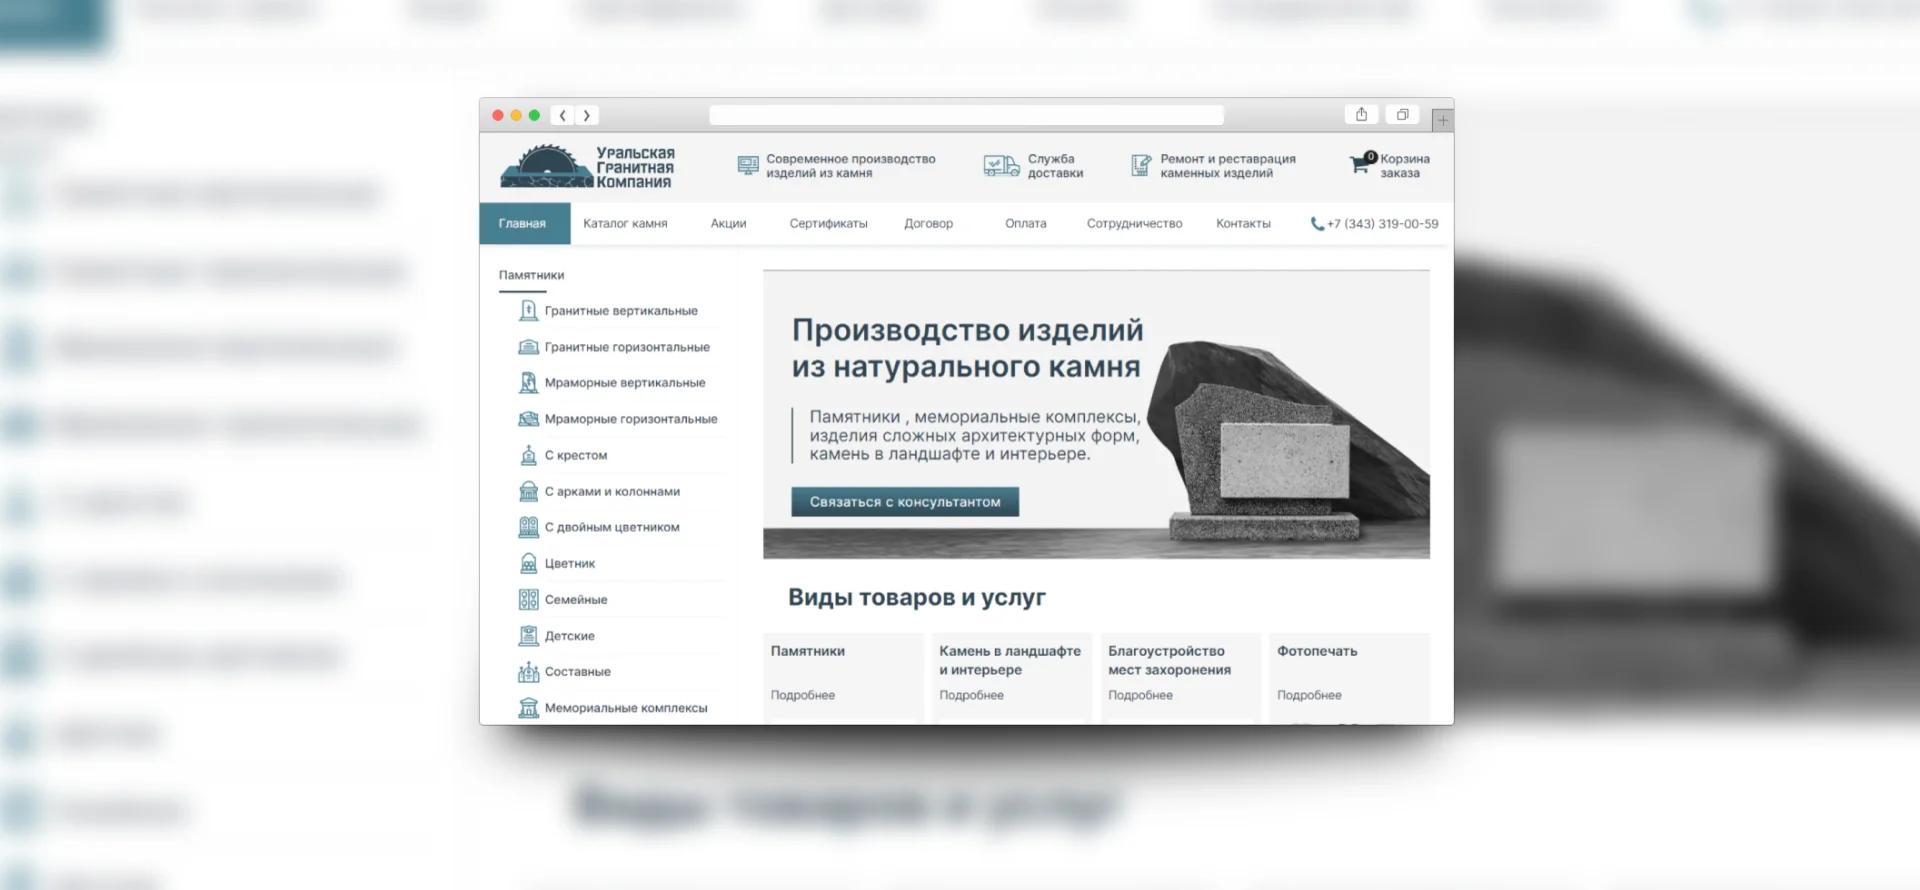 Уральская
Гранитная
Компания
Современное производство
изделий из камня
Служба
доставки
Ремонт и реставрация
каменных изделий
0
Корзина
заказа
Главная
Каталог камня
Акции
Сертификаты
Договор
Оплата
Сотрудничество
Контакты
+7 (343) 319-00-59
Памятники
Гранитные вертикальные
Гранитные горизонтальные
Мраморные вертикальные
Мраморные горизонтальные
С крестом
С арками и колоннами
С двойным цветником
Цветник
Семейные
Детские
Составные
Мемориальные комплексы
Производство изделий
из натурального камня
Памятники , мемориальные комплексы,
изделия сложных архитектурных форм,
камень в ландшафте и интерьере.
Связаться с консультантом
Виды товаров и услуг
Памятники
Подробнее
Камень в ландшафте
и интерьере
Подробнее
Благоустройство
мест захоронения
Подробнее
Фотопечать
Подробнее
Виды товаров и услуг